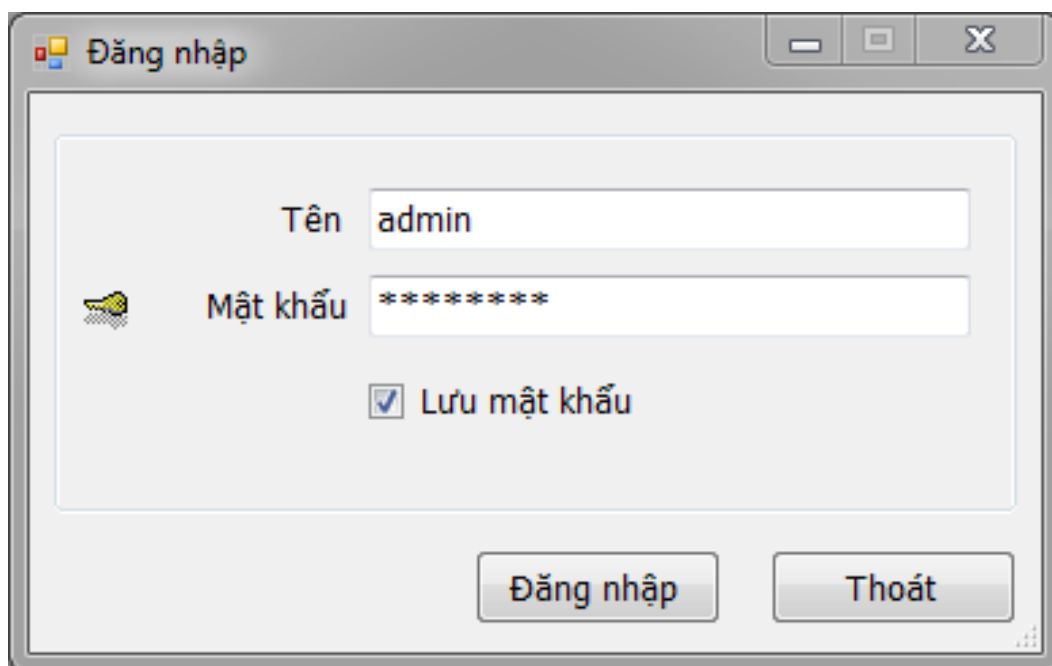 Đăng nhập
Tên admin
Mật khẩu ********
Lưu mật khẩu
Đăng nhập Thoát